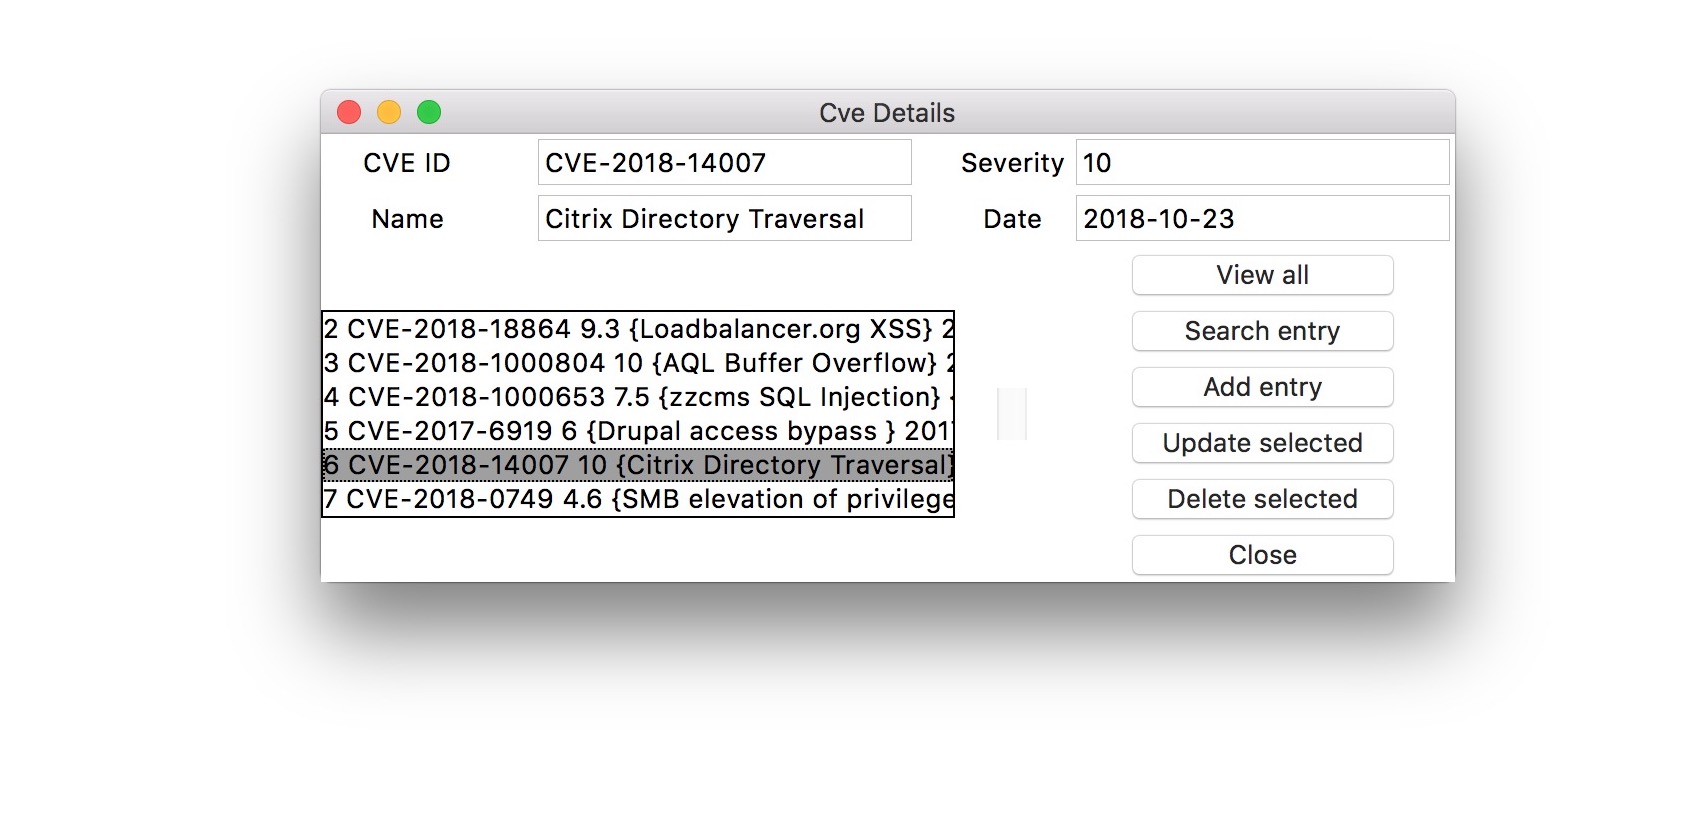 Cve Details
CVE ID CVE-2018-14007 Severity 10
Name Citrix Directory Traversal Date 2018-10-23
View all
2 CVE-2018-18864 9.3 {Loadbalancer.org XSS} 2
3 CVE-2018-1000804 10 {AQL Buffer Overflow} 2
4 CVE-2018-1000653 7.5 {zzcms SQL Injection}
5 CVE-2017-6919 6 {Drupal access bypass } 201
6 CVE-2018-14007 10 {Citrix Directory Traversal}
7 CVE-2018-0749 4.6 {SMB elevation of privilege
Search entry
Add entry
Update selected
Delete selected
Close